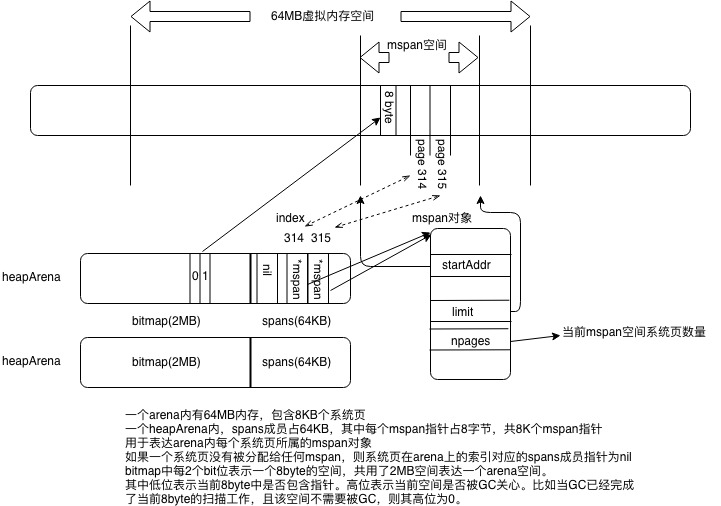 64MB虚拟内存空间
mspan空间
8 byte
page 314
page 315
index
314 315
mspan对象
heapArena
0 1
nil
*mspan
*mspan
startAddr
limit
npages
当前mspan空间系统页数量
bitmap(2MB)
spans(64KB)
heapArena
bitmap(2MB)
spans(64KB)
一个arena内有64MB内存，包含8KB个系统页
一个heapArena内，spans成员占64KB，其中每个mspan指针占8字节，共8K个mspan指针
用于表达arena内每个系统页所属的mspan对象
如果一个系统页没有被分配给任何mspan，则系统页在arena上的索引对应的spans成员指针为nil
bitmap中每2个bit位表示一个8byte的空间，共用了2MB空间表达一个arena空间。
其中低位表示当前8byte中是否包含指针。高位表示当前空间是否被GC关心。比如当GC已经完成
了当前8byte的扫描工作，且该空间不需要被GC，则其高位为0。